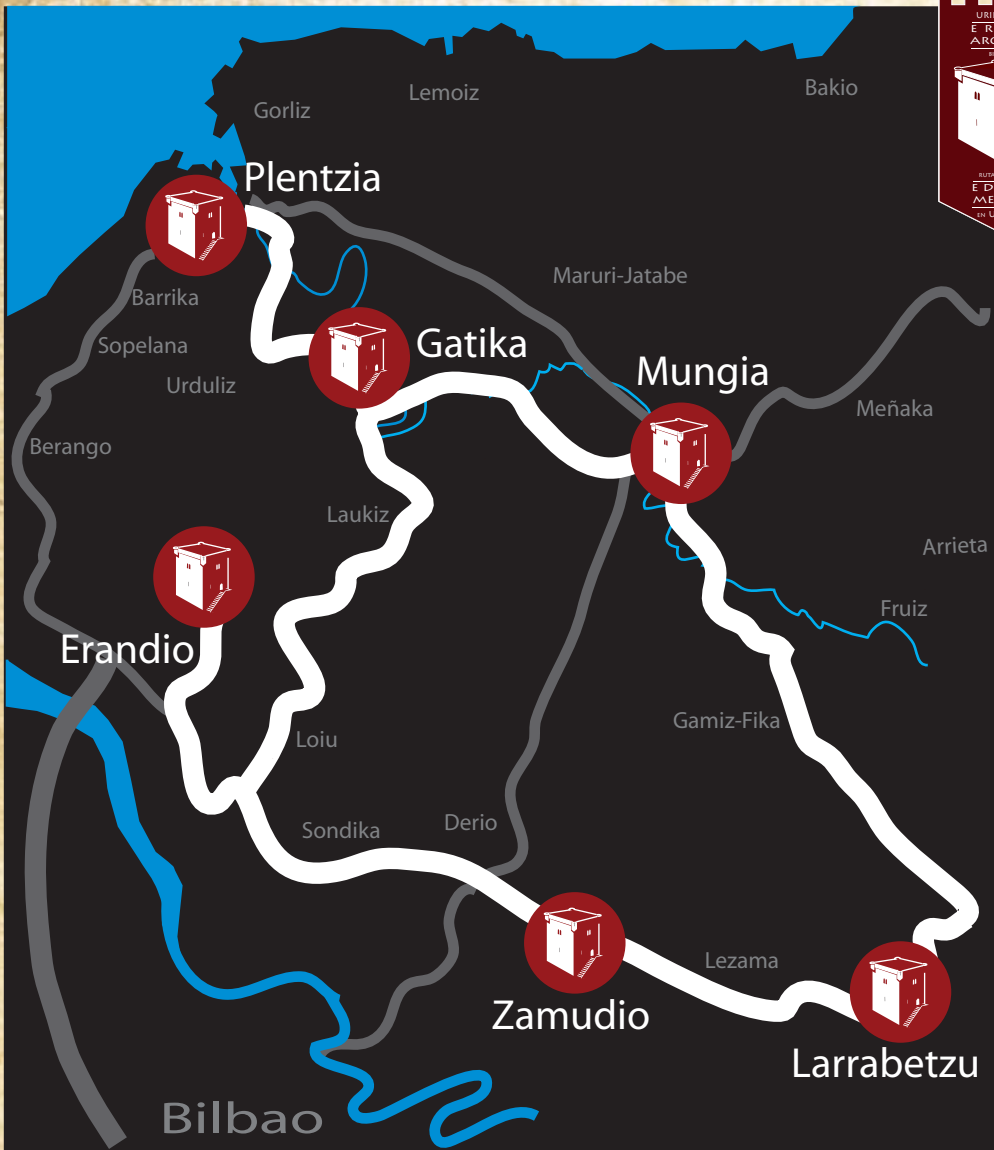 Lemoiz
Bakio
Gorliz
Plentzia
Maruri-Jatabe
Barrika
Sopelana
Gatika
Mungia
Urduliz
Meñaka
Berango
Laukiz
Arrieta
Fruiz
Erandio
Gamiz-Fika
Loiu
Sondika
Derio
Lezama
Zamudio
Larrabetzu
Bilbao